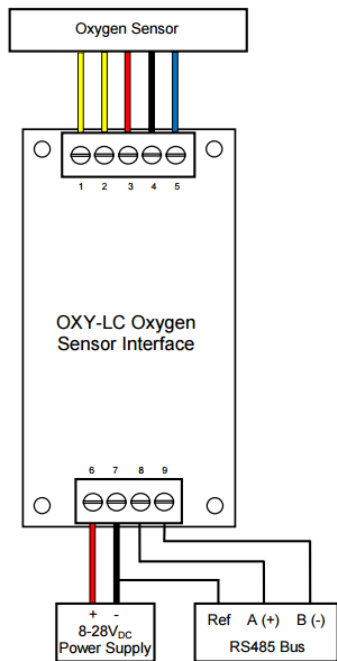 Oxygen Sensor
1 2 3 4 5
OXY-LC Oxygen
Sensor Interface
6 7 8 9
+ -
8-28VDC
Power Supply
Ref A (+) B (-)
RS485 Bus